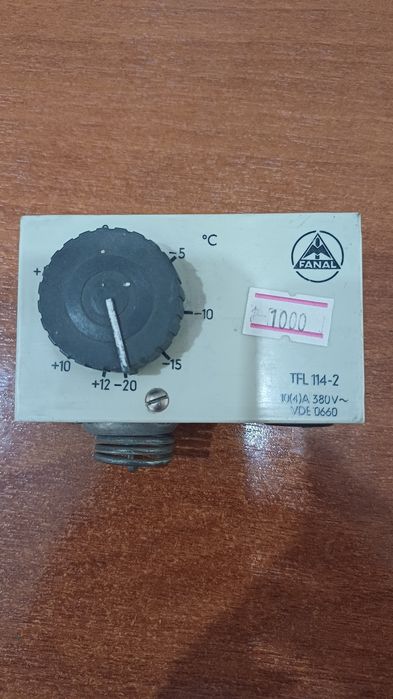 °C
-5
+
-10
-15
+10
+12 -20
FANAL
1000
TFL 114-2
10(4)A 380V~
VDE 0660